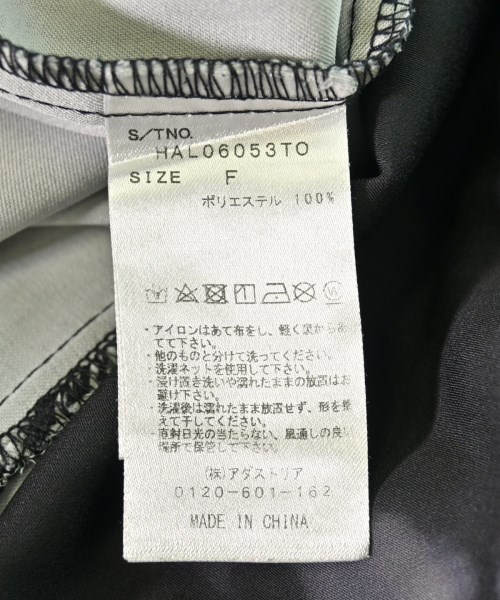 S/TNO.
HAL06053TO
SIZE F
ポリエステル 100%
・アイロンはあて布をし、軽く裏から
てて下さい。
・他のものと分けて洗ってください。
・洗濯ネットを使用して下さい。
・浸け置き洗いや濡れたままの放置はお
避け下さい。
・洗濯後は濡れたまま放置せず、形を整
えて干してください。
・直射日光の当たらない、風通しの良い
場所で保管して下さい。
(株)アダストリア
0120-601-162
MADE IN CHINA